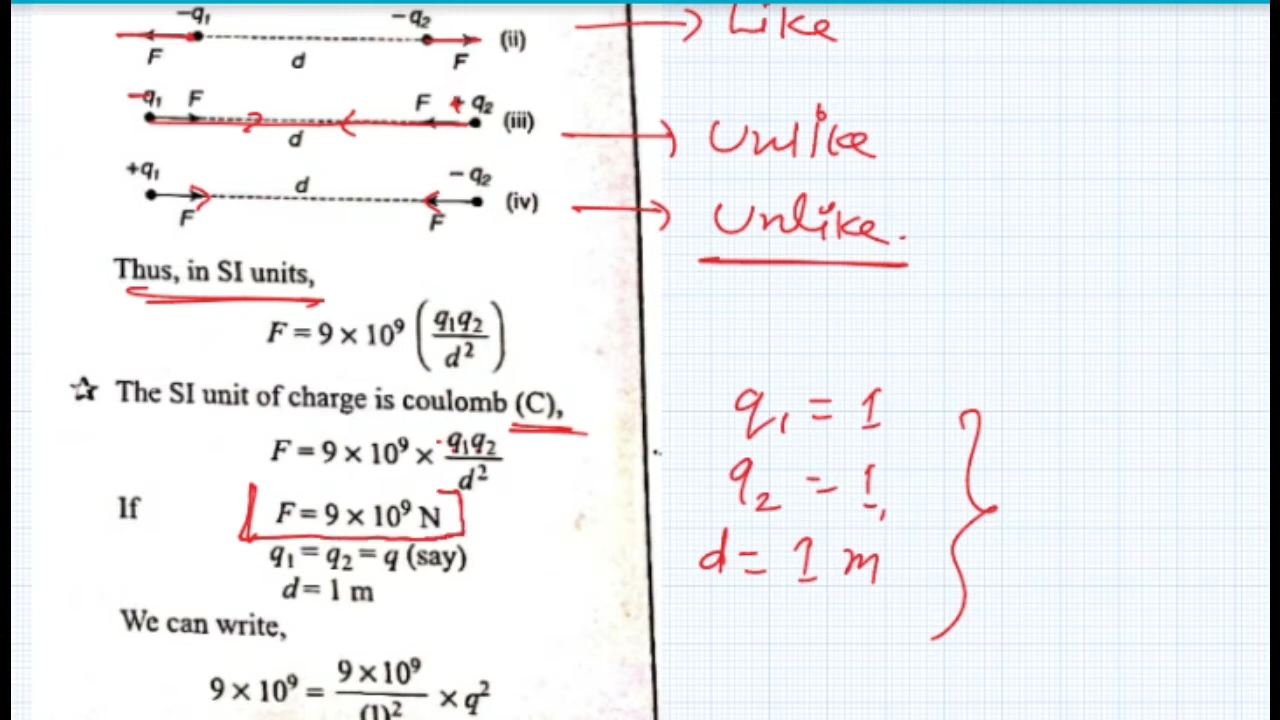 −q₁ −q₂ (ii) → Like
F d F
−q₁ F F + q₂ (iii) → Unlike
d
+q₁ d − q₂ (iv) → Unlike.
F F
Thus, in SI units,
F = 9 × 10⁹ (q₁q₂ / d²)
☆ The SI unit of charge is coulomb (C),
F = 9 × 10⁹ × q₁q₂ / d²
If F = 9 × 10⁹ N
q₁ = q₂ = q (say)
d = 1 m
We can write,
9 × 10⁹ = 9 × 10⁹ / (1)² × q²
q₁ = 1
q₂ = 1,
d = 1 m